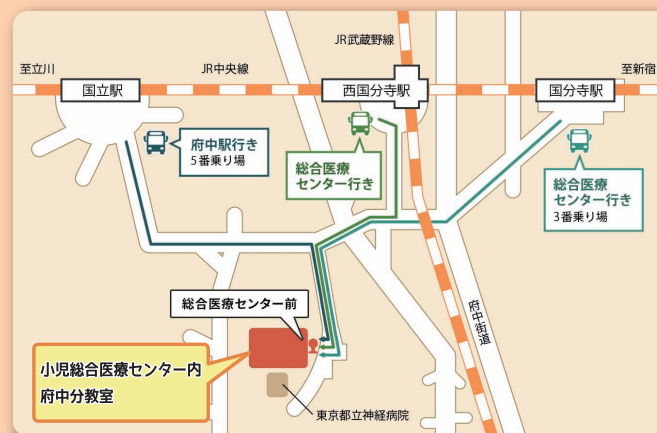 JR武蔵野線
至立川
JR中央線
至新宿
国立駅
西国分寺駅
国分寺駅
府中駅行き
5番乗り場
総合医療
センター行き
総合医療
センター行き
3番乗り場
総合医療センター前
府中街道
小児総合医療センター内
府中分教室
東京都立神経病院